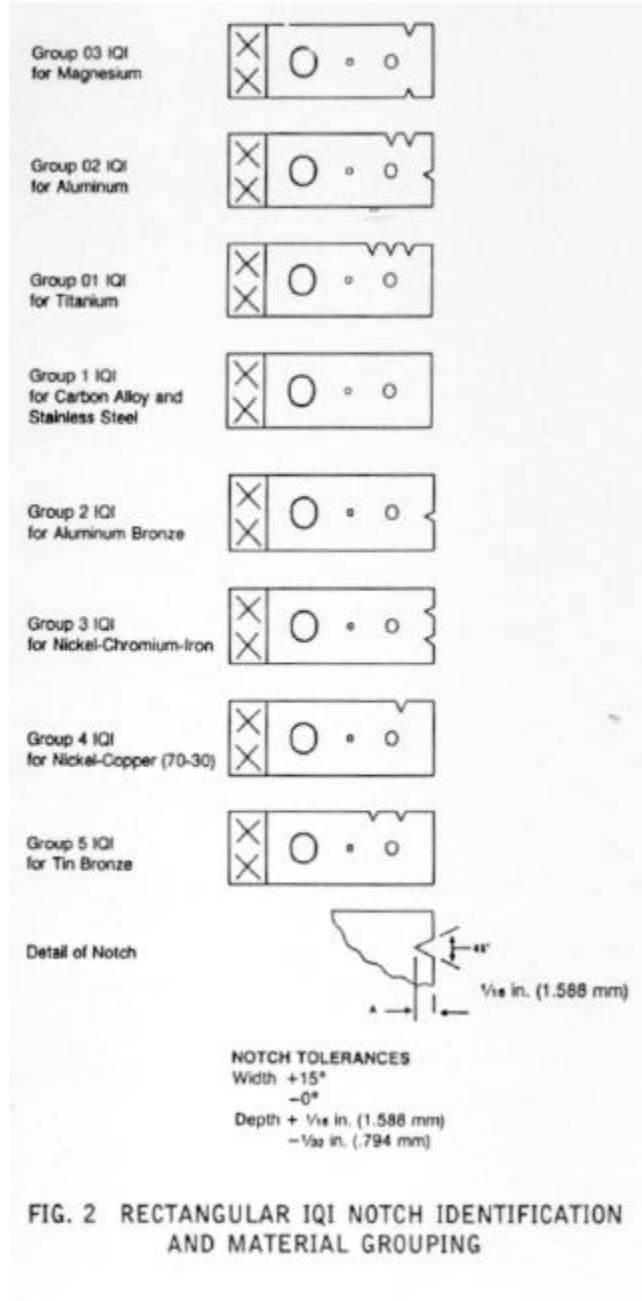 Group 03 IQI
for Magnesium
Group 02 IQI
for Aluminum
Group 01 IQI
for Titanium
Group 1 IQI
for Carbon Alloy and
Stainless Steel
Group 2 IQI
for Aluminum Bronze
Group 3 IQI
for Nickel-Chromium-Iron
Group 4 IQI
for Nickel-Copper (70-30)
Group 5 IQI
for Tin Bronze
Detail of Notch
45°
A
1/16 in. (1.588 mm)
NOTCH TOLERANCES
Width +15°
−0°
Depth + 1/16 in. (1.588 mm)
−1/32 in. (.794 mm)
FIG. 2 RECTANGULAR IQI NOTCH IDENTIFICATION
AND MATERIAL GROUPING